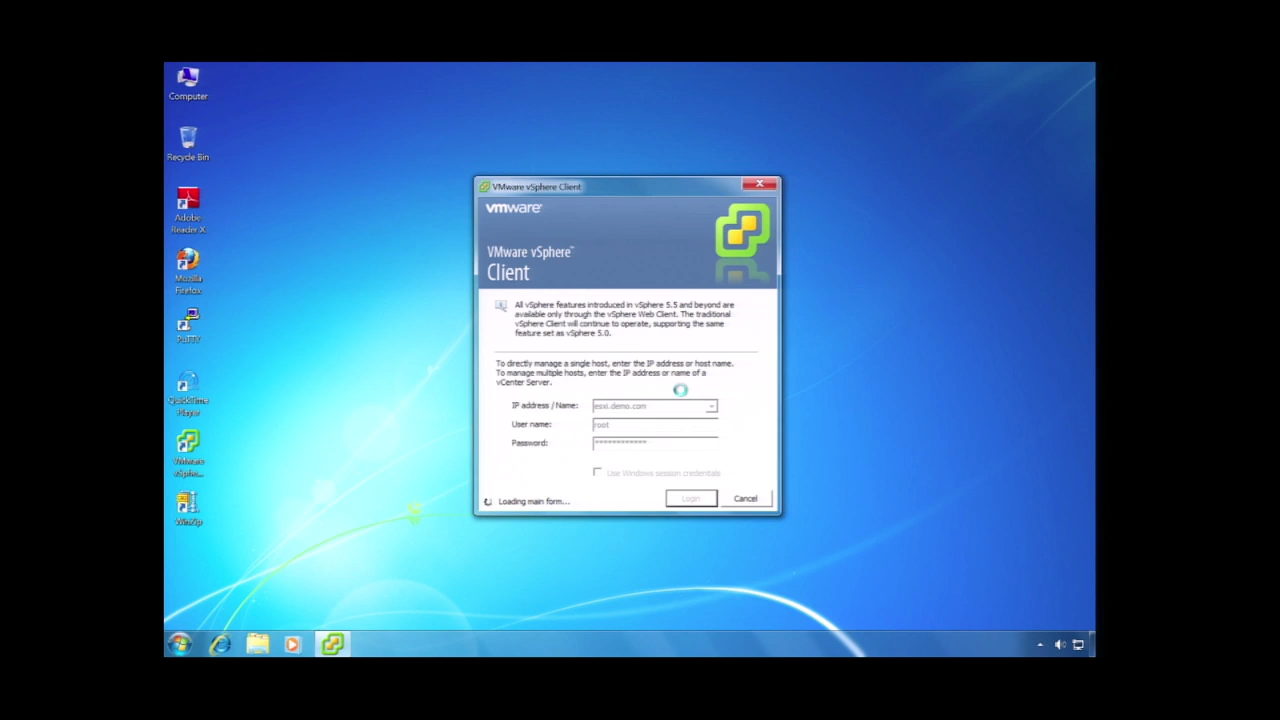 Computer
Recycle Bin
Adobe
Reader X
Mozilla
Firefox
PuTTY
QuickTime
Player
VMware
vSphe...
WinZip
VMware vSphere Client
vmware
VMware vSphere™
Client
All vSphere features introduced in vSphere 5.5 and beyond are
available only through the vSphere Web Client. The traditional
vSphere Client will continue to operate, supporting the same
feature set as vSphere 5.0.
To directly manage a single host, enter the IP address or host name.
To manage multiple hosts, enter the IP address or name of a
vCenter Server.
IP address / Name: esxi.demo.com
User name: root
Password: ************
Use Windows session credentials
Loading main form... Login Cancel